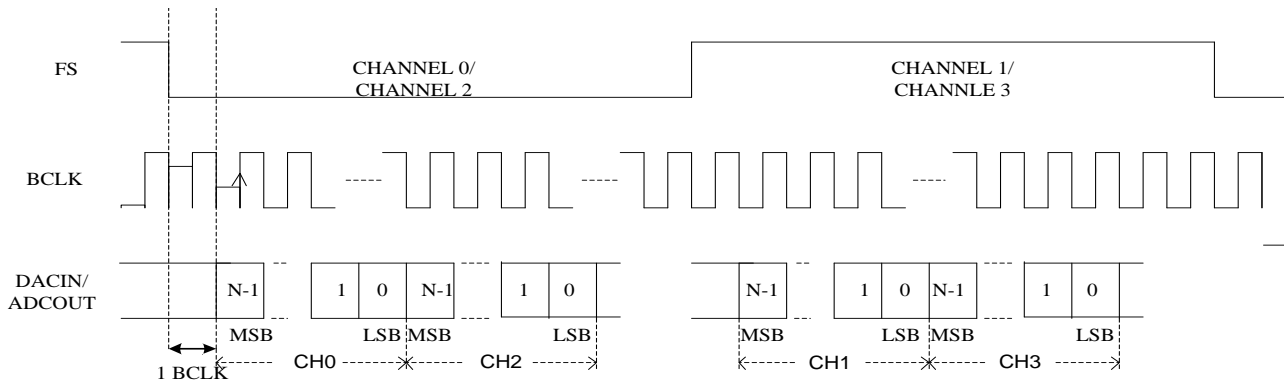 FS
CHANNEL 0/
CHANNEL 2
CHANNEL 1/
CHANNLE 3
BCLK
DACIN/
ADCOUT
N-1 1 0 N-1 1 0 N-1 1 0 N-1 1 0
MSB LSB MSB LSB MSB LSB MSB LSB
CH0 CH2 CH1 CH3
1 BCLK